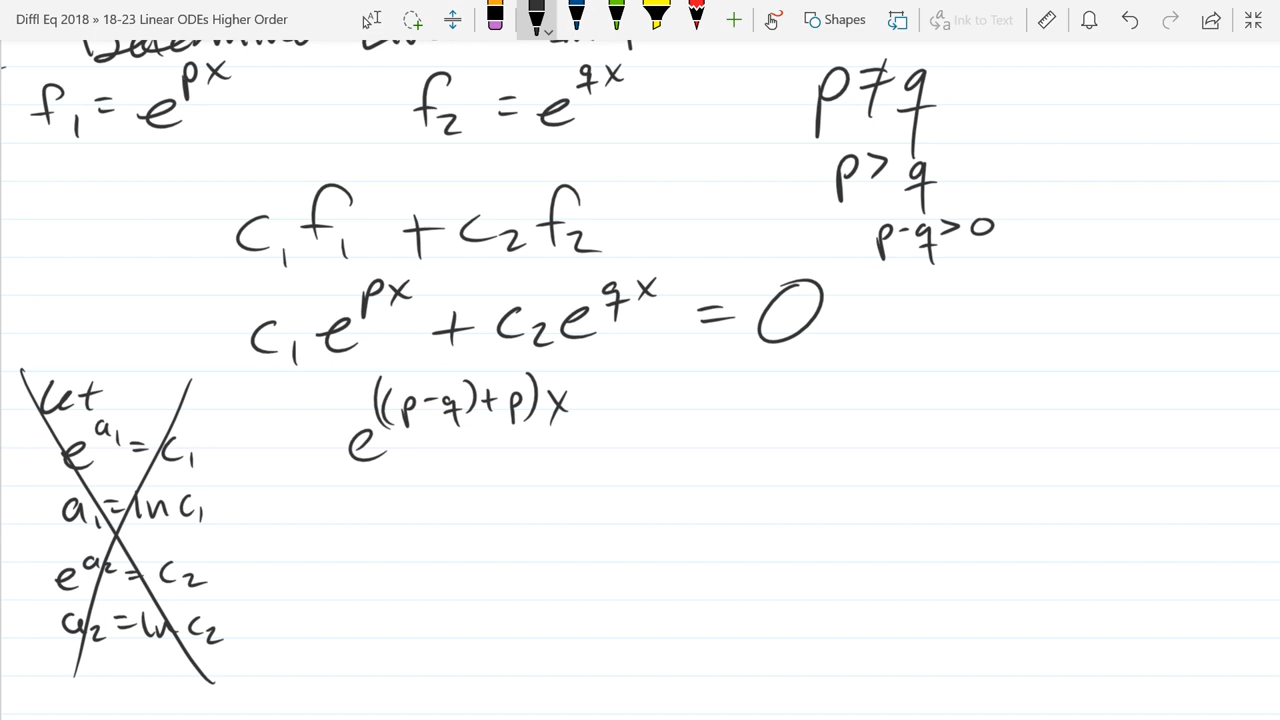 Diffl Eq 2018 » 18-23 Linear ODEs Higher Order
Shapes
Ink to Text
f₁ = e^{px}
f₂ = e^{qx}
p ≠ q
p > q
p-q > 0
c₁f₁ + c₂f₂
c₁e^{px} + c₂e^{qx} = 0
let
e^{a₁} = c₁
a₁ = ln c₁
e^{a₂} = c₂
a₂ = ln c₂
e^{((p-q)+p)x}